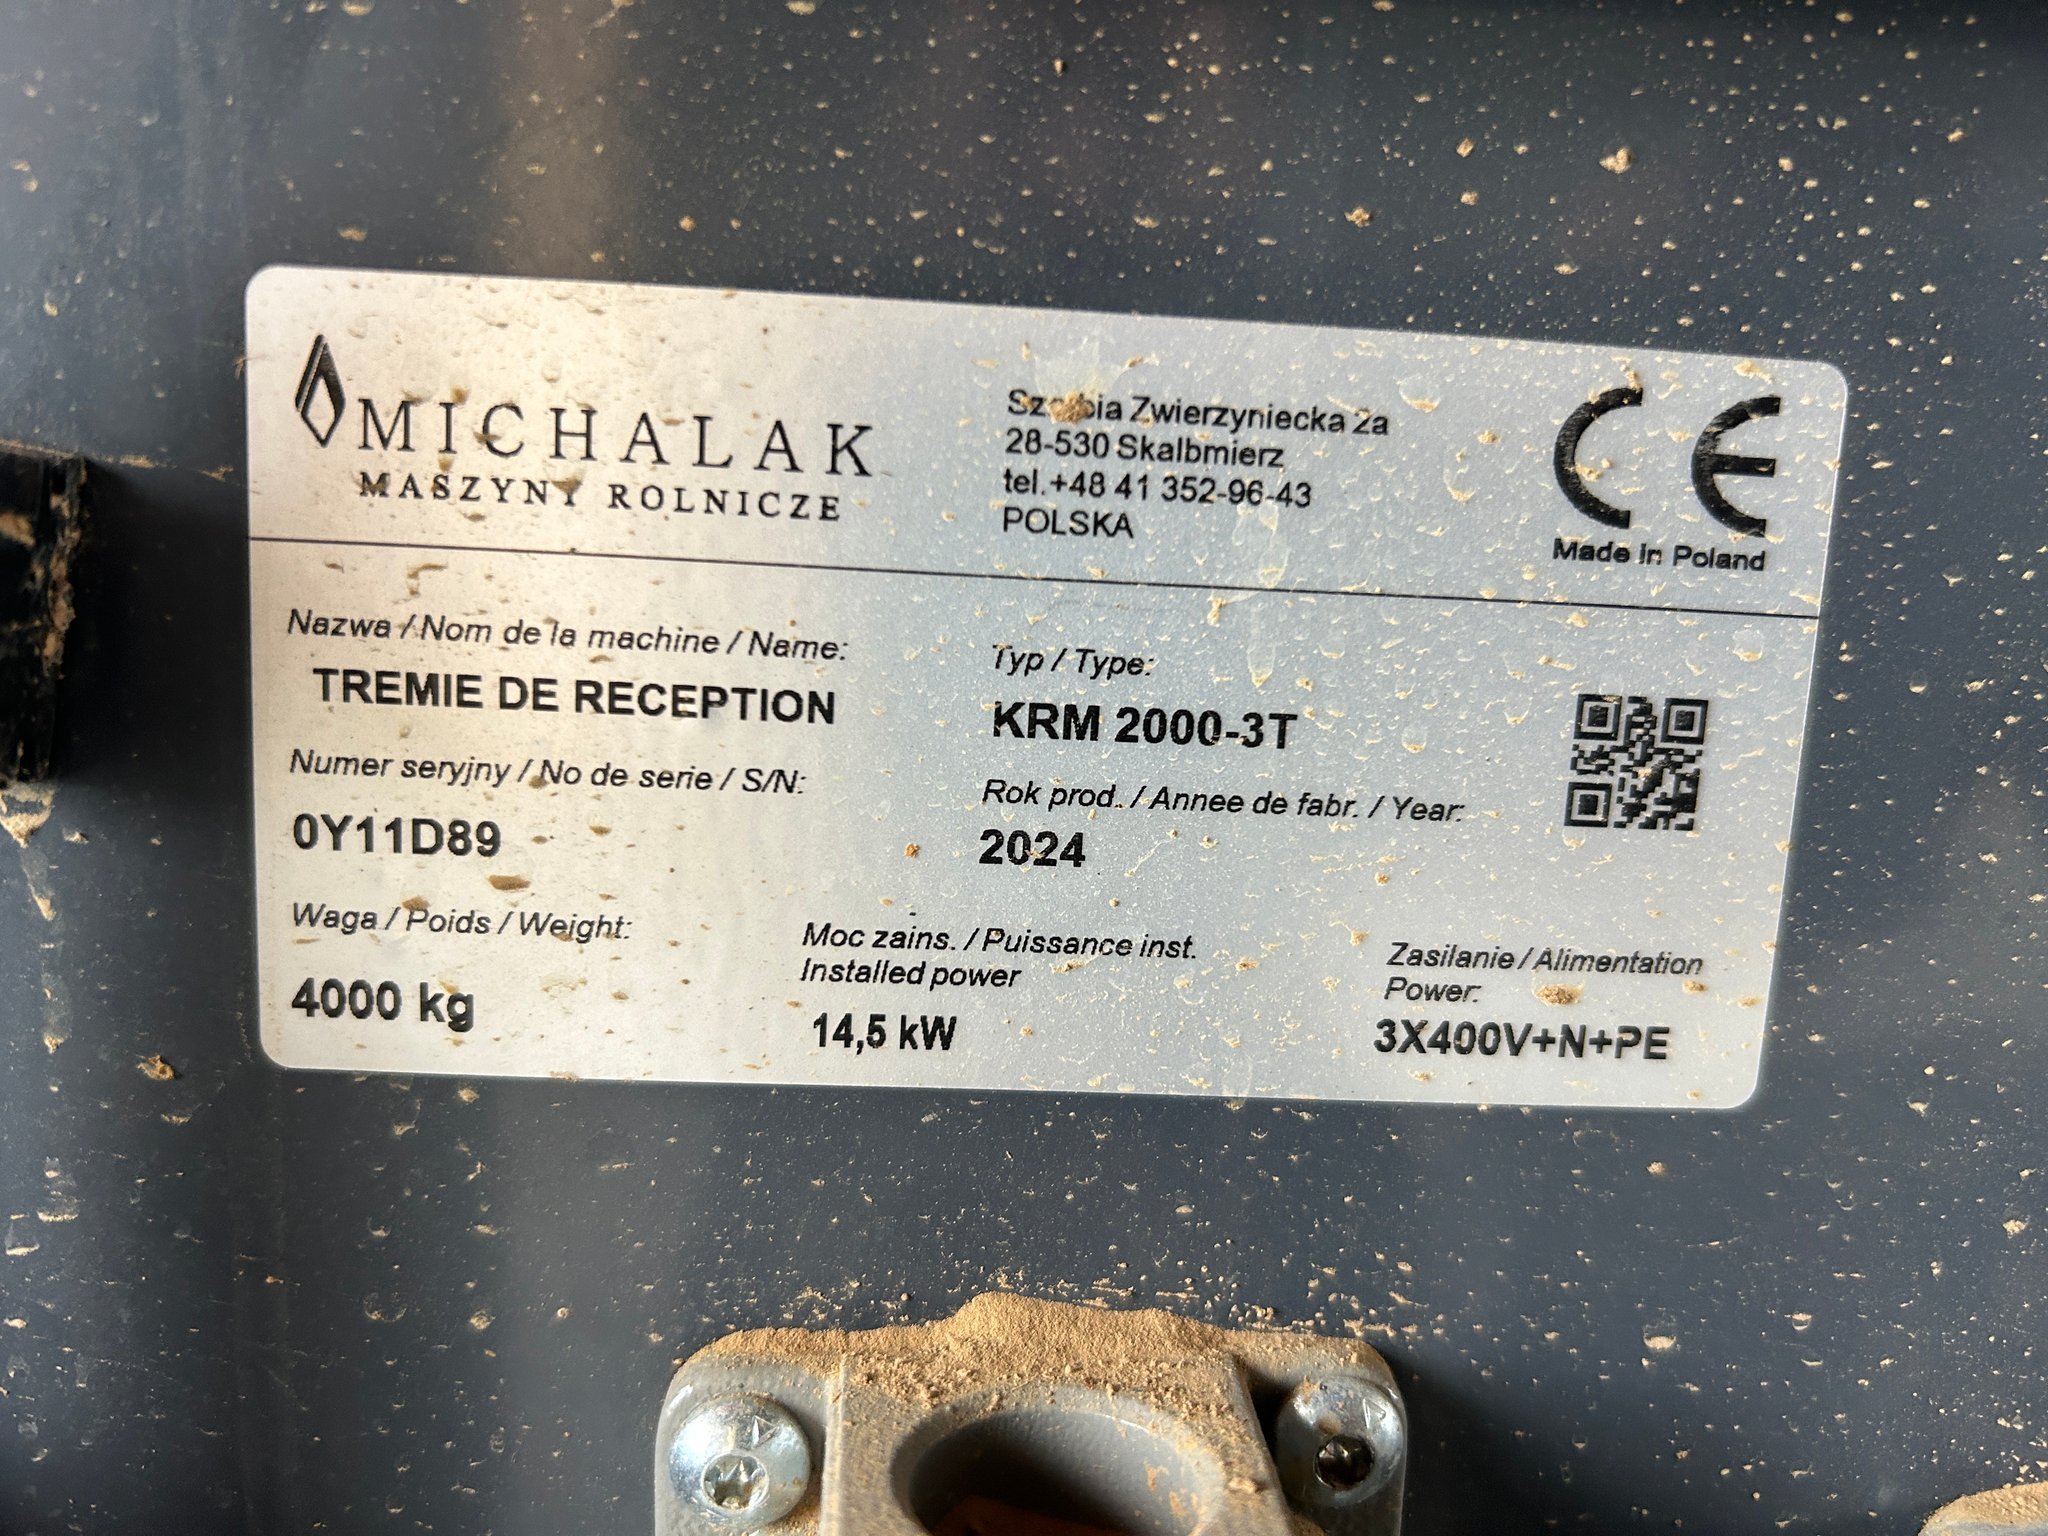 MICHALAK
MASZYNY ROLNICZE
Zwierzyniecka 2a
28-530 Skalbmierz
tel.+48 41 352-96-43
POLSKA
CE
Made in Poland
Nazwa / Nom de la machine / Name:
TREMIE DE RECEPTION
Typ / Type:
KRM 2000-3T
Numer seryjny / No de serie / S/N:
0Y11D89
Rok prod. / Annee de fabr. / Year:
2024
Waga / Poids / Weight:
4000 kg
Moc zains. / Puissance inst.
Installed power
14,5 kW
Zasilanie / Alimentation
Power:
3X400V+N+PE